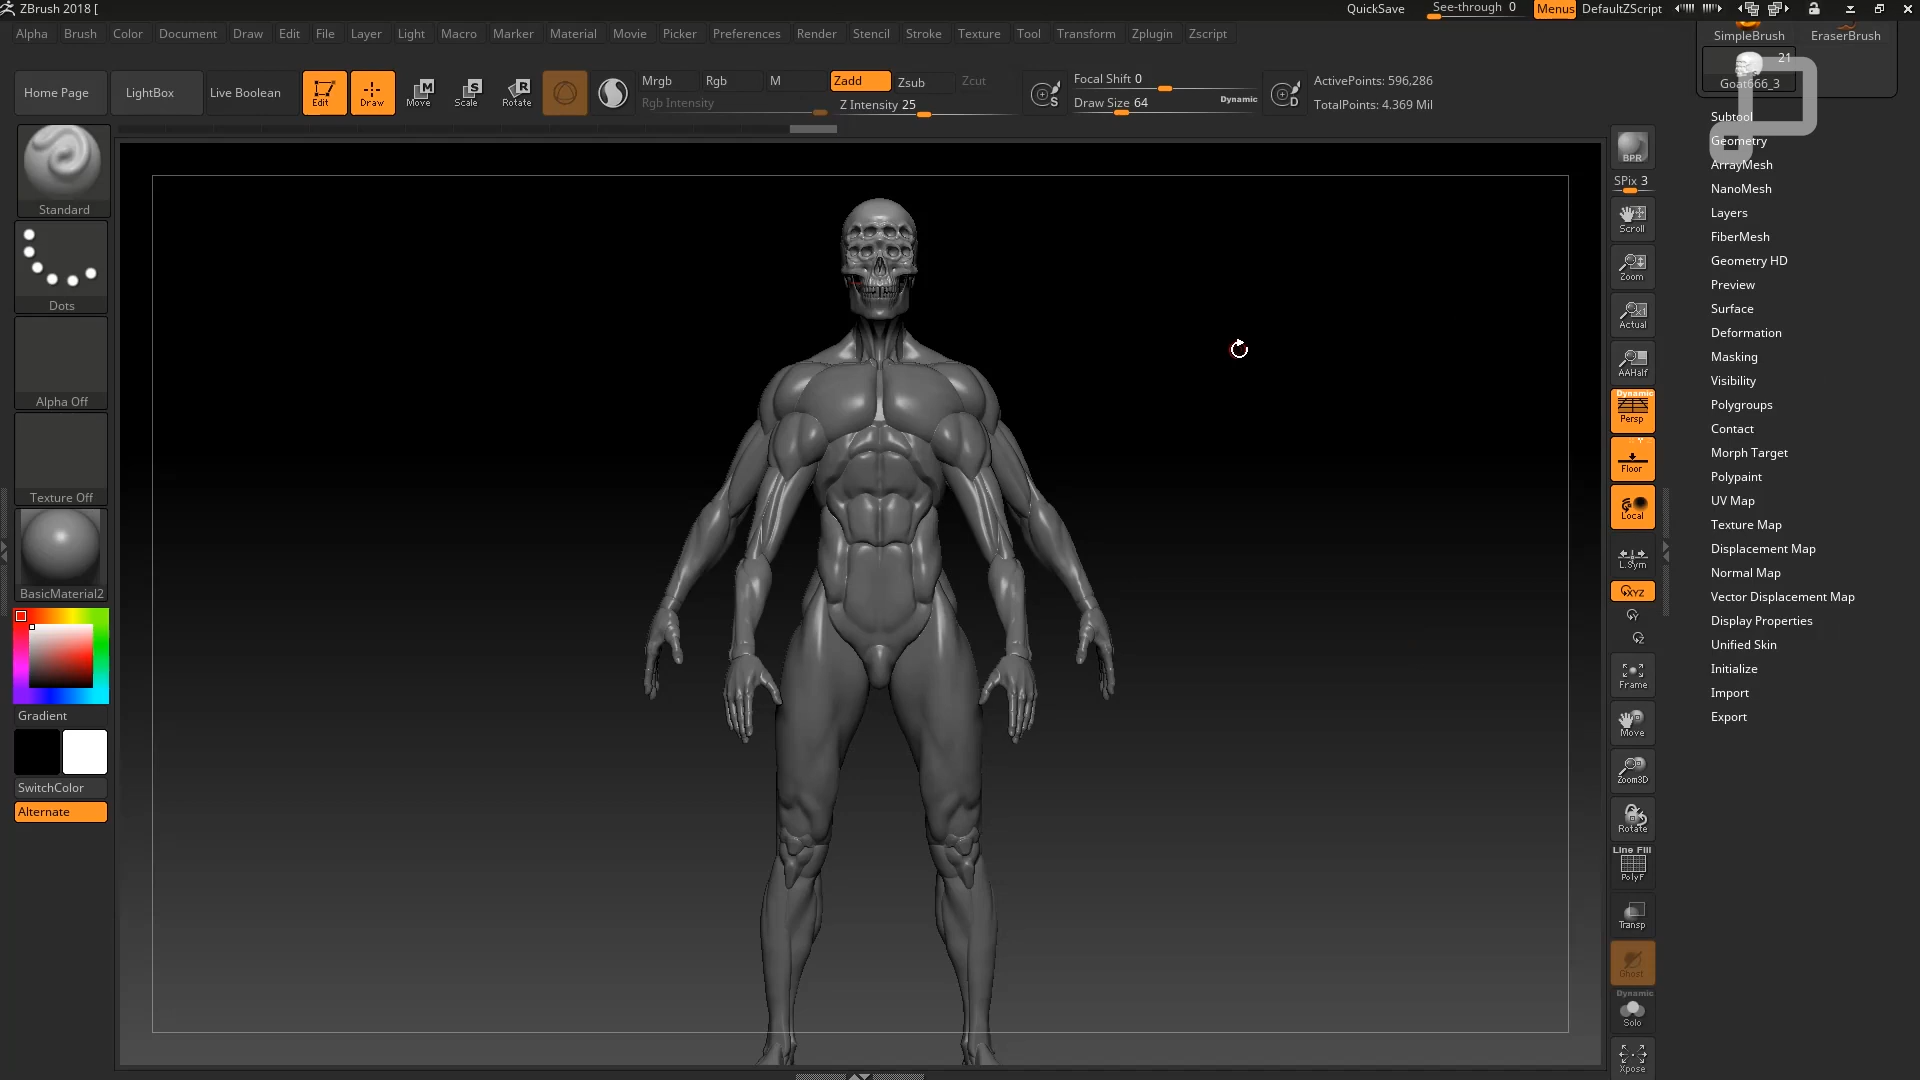 ZBrush 2018 [
QuickSave
See-through 0
Menus
DefaultZScript
Alpha Brush Color Document Draw Edit File Layer Light Macro Marker Material Movie Picker Preferences Render Stencil Stroke Texture Tool Transform Zplugin Zscript
SimpleBrush EraserBrush
21
Goat666_3
Home Page
LightBox
Live Boolean
Edit
Draw
Move
Scale
Rotate
Mrgb Rgb M Zadd Zsub Zcut
Rgb Intensity
Z Intensity 25
S
Focal Shift 0
Draw Size 64
Dynamic
D
ActivePoints: 596,286
TotalPoints: 4.369 Mil
Standard
Dots
Alpha Off
Texture Off
BasicMaterial2
Gradient
SwitchColor
Alternate
BPR
SPix 3
Scroll
Zoom
Actual
AAHalf
Dynamic
Persp
Floor
Local
L.Sym
XYZ
Y
Z
Frame
Move
Zoom3D
Rotate
Line Fill
PolyF
Transp
Ghost
Dynamic
Solo
Xpose
Subtool
Geometry
ArrayMesh
NanoMesh
Layers
FiberMesh
Geometry HD
Preview
Surface
Deformation
Masking
Visibility
Polygroups
Contact
Morph Target
Polypaint
UV Map
Texture Map
Displacement Map
Normal Map
Vector Displacement Map
Display Properties
Unified Skin
Initialize
Import
Export